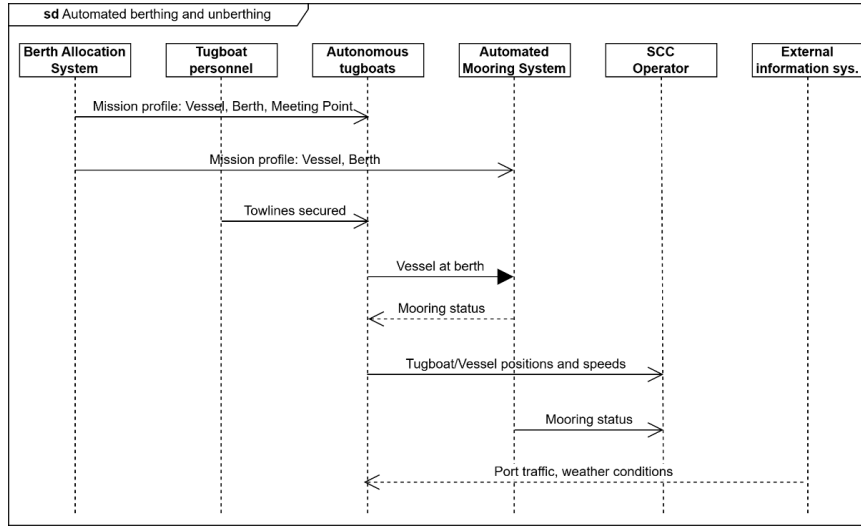 sd Automated berthing and unberthing
Berth Allocation
System
Tugboat
personnel
Autonomous
tugboats
Automated
Mooring System
SCC
Operator
External
information sys.
Mission profile: Vessel, Berth, Meeting Point
Mission profile: Vessel, Berth
Towlines secured
Vessel at berth
Mooring status
Tugboat/Vessel positions and speeds
Mooring status
Port traffic, weather conditions